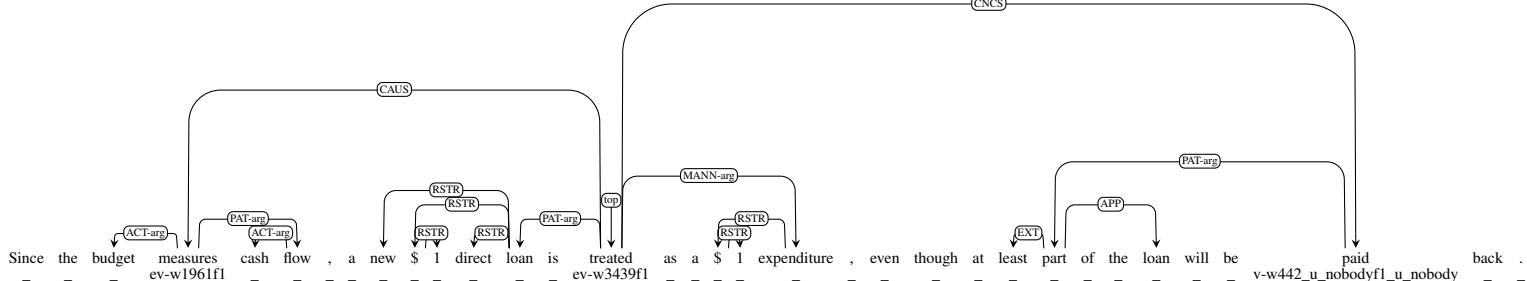 CNCS
CAUS
PAT-arg
MANN-arg
RSTR
top
RSTR
APP
PAT-arg PAT-arg RSTR
ACT-arg ACT-arg RSTR RSTR RSTR EXT
Since the budget measures cash flow , a new $ 1 direct loan is treated as a $ 1 expenditure , even though at least part of the loan will be paid back .
_ _ _ ev-w1961f1 _ _ _ _ _ _ _ _ _ _ ev-w3439f1 _ _ _ _ _ _ _ _ _ _ _ _ _ _ _ _ v-w442_u_nobodyf1_u_nobody _ _